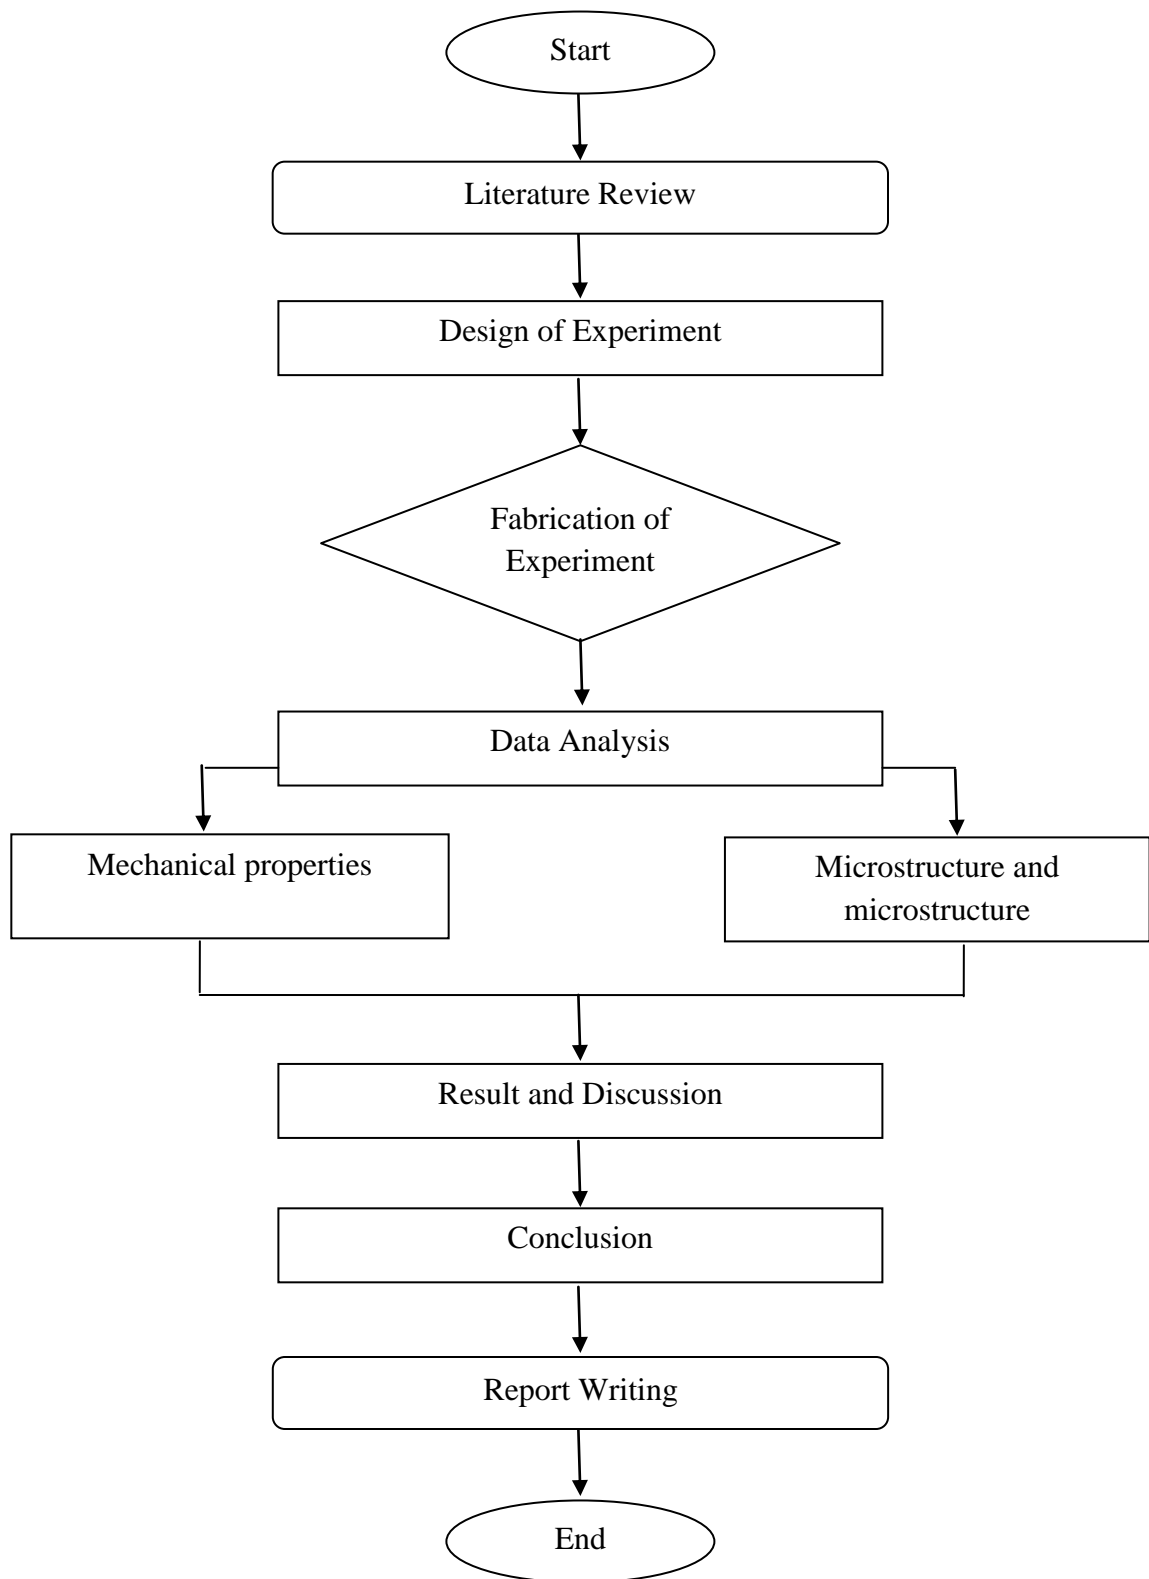 Start
Literature Review
Design of Experiment
Fabrication of
Experiment
Data Analysis
Mechanical properties
Microstructure and
microstructure
Result and Discussion
Conclusion
Report Writing
End